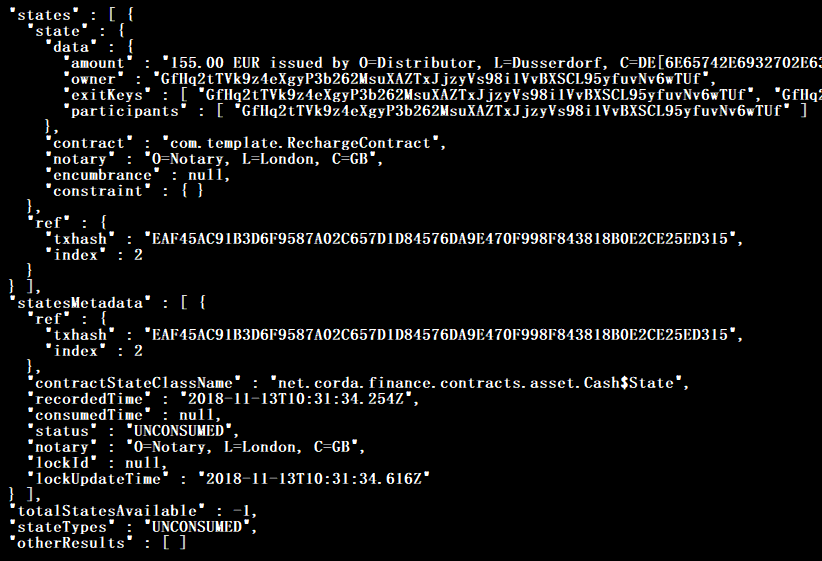 "states" : [ {
"state" : {
"data" : {
"amount" : "155.00 EUR issued by O=Distributor, L=Dusserdorf, C=DE[6E65742E6932702E63
"owner" : "GfHq2tTVk9z4eXgyP3b262MsuXAZTxJjzyVs98i1VvBXSCL95yfuvNv6wTUf",
"exitKeys" : [ "GfHq2tTVk9z4eXgyP3b262MsuXAZTxJjzyVs98i1VvBXSCL95yfuvNv6wTUf", "GfHq2
"participants" : [ "GfHq2tTVk9z4eXgyP3b262MsuXAZTxJjzyVs98i1VvBXSCL95yfuvNv6wTUf" ]
},
"contract" : "com.template.RechargeContract",
"notary" : "O=Notary, L=London, C=GB",
"encumbrance" : null,
"constraint" : { }
},
"ref" : {
"txhash" : "EAF45AC91B3D6F9587A02C657D1D84576DA9E470F998F843818B0E2CE25ED315",
"index" : 2
}
} ],
"statesMetadata" : [ {
"ref" : {
"txhash" : "EAF45AC91B3D6F9587A02C657D1D84576DA9E470F998F843818B0E2CE25ED315",
"index" : 2
},
"contractStateClassName" : "net.corda.finance.contracts.asset.Cash$State",
"recordedTime" : "2018-11-13T10:31:34.254Z",
"consumedTime" : null,
"status" : "UNCONSUMED",
"notary" : "O=Notary, L=London, C=GB",
"lockId" : null,
"lockUpdateTime" : "2018-11-13T10:31:34.616Z"
} ],
"totalStatesAvailable" : -1,
"stateTypes" : "UNCONSUMED",
"otherResults" : [ ]